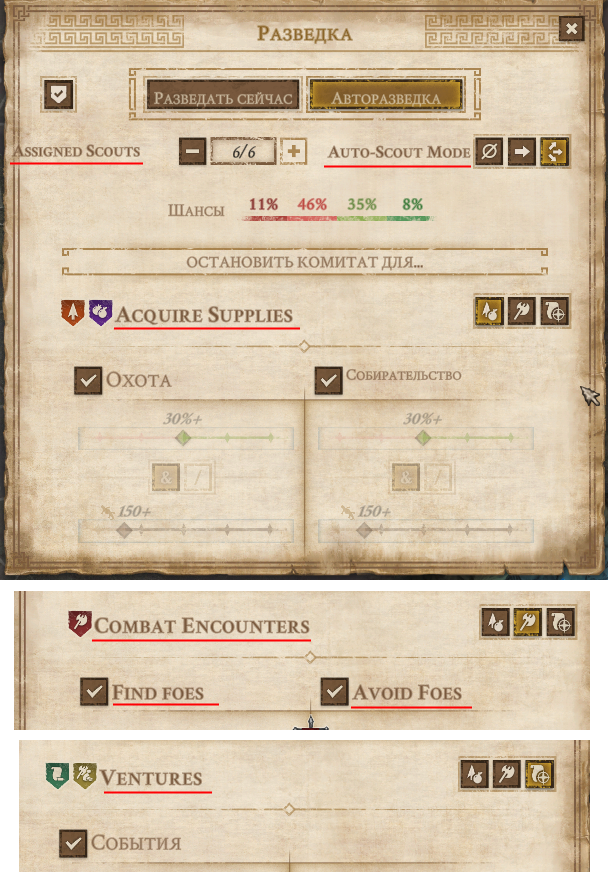 Разведка
Разведать сейчас Авторазведка
Assigned Scouts 6/6 Auto-Scout Mode
Шансы 11% 46% 35% 8%
ОСТАНОВИТЬ КОМИТАТ ДЛЯ...
Acquire Supplies
Охота Собирательство
30%+ 30%+
& / & /
150+ 150+
Combat Encounters
Find foes Avoid Foes
Ventures
События